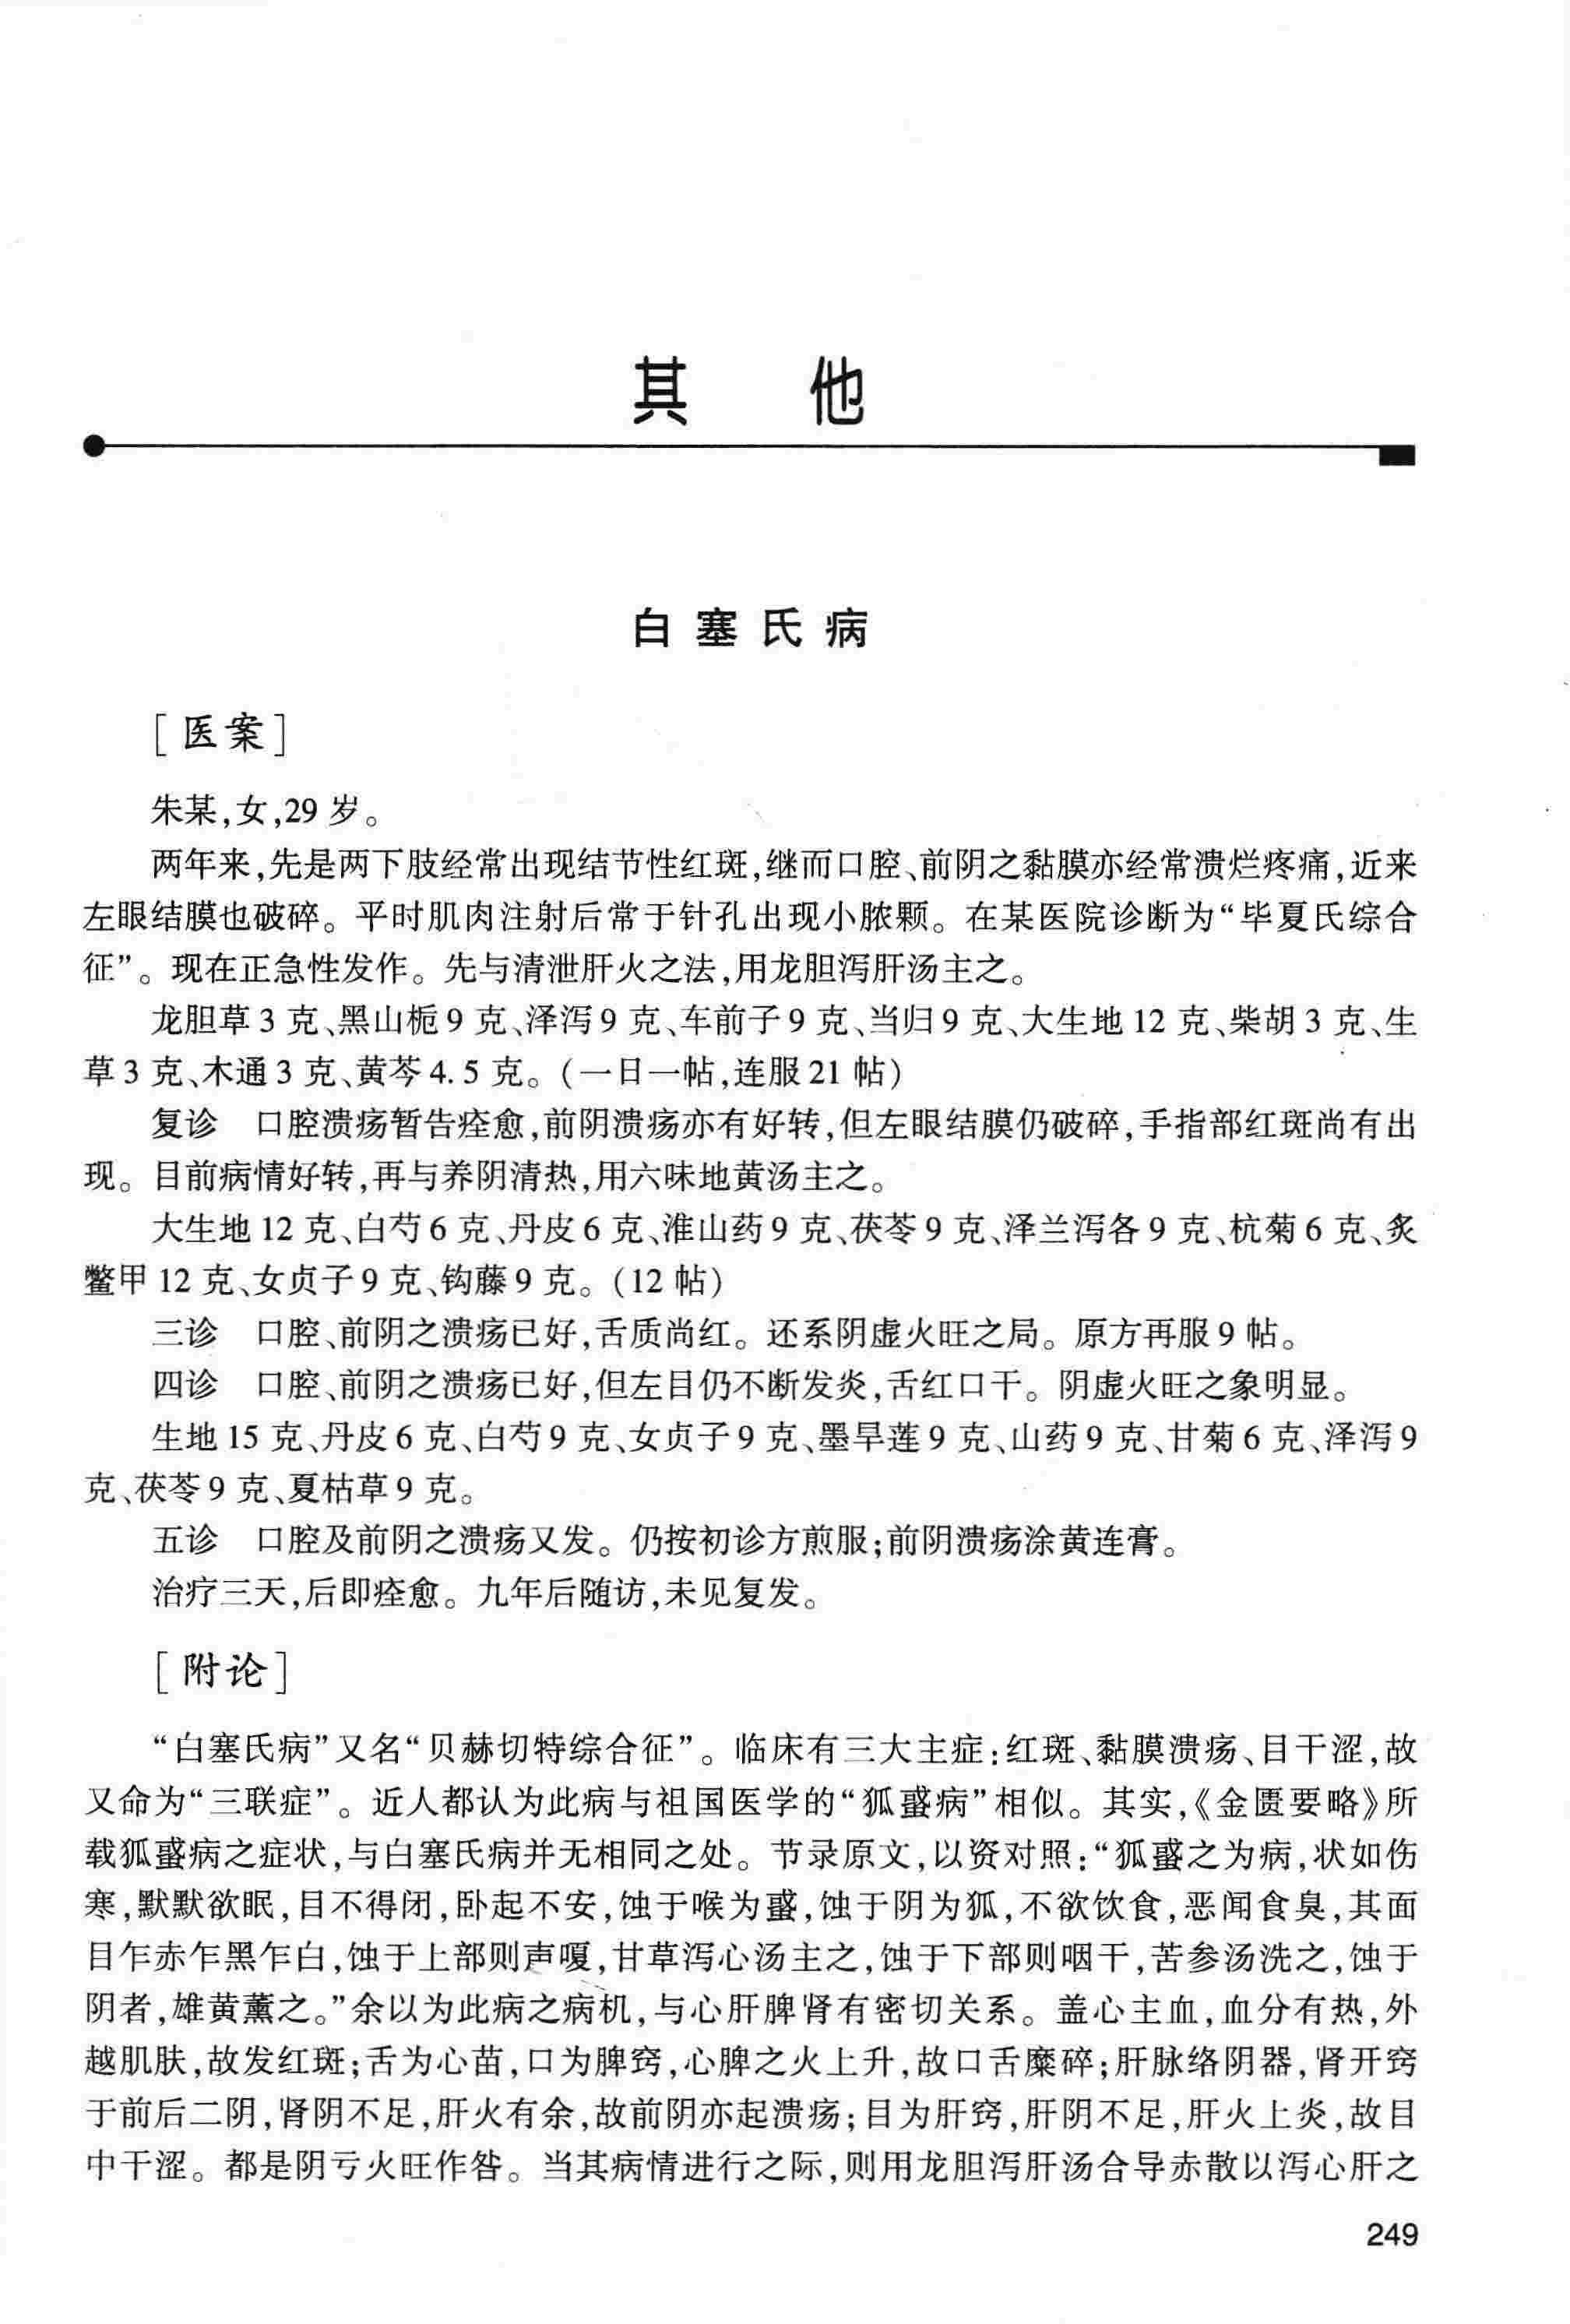 其 他
白塞氏病
[医案]
朱某,女,29岁。
两年来,先是两下肢经常出现结节性红斑,继而口腔、前阴之黏膜亦经常溃烂疼痛,近来
左眼结膜也破碎。平时肌肉注射后常于针孔出现小脓颗。在某医院诊断为“毕夏氏综合
征”。现在正急性发作。先与清泄肝火之法,用龙胆泻肝汤主之。
龙胆草3克、黑山栀9克、泽泻9克、车前子9克、当归9克、大生地12克、柴胡3克、生
草3克、木通3克、黄芩4.5克。(一日一帖,连服21帖)
复诊 口腔溃疡暂告痊愈,前阴溃疡亦有好转,但左眼结膜仍破碎,手指部红斑尚有出
现。目前病情好转,再与养阴清热,用六味地黄汤主之。
大生地12克、白芍6克、丹皮6克、淮山药9克、茯苓9克、泽兰泻各9克、杭菊6克、炙
鳖甲12克、女贞子9克、钩藤9克。(12帖)
三诊 口腔、前阴之溃疡已好,舌质尚红。还系阴虚火旺之局。原方再服9帖。
四诊 口腔、前阴之溃疡已好,但左目仍不断发炎,舌红口干。阴虚火旺之象明显。
生地15克、丹皮6克、白芍9克、女贞子9克、墨旱莲9克、山药9克、甘菊6克、泽泻9
克、茯苓9克、夏枯草9克。
五诊 口腔及前阴之溃疡又发。仍按初诊方煎服;前阴溃疡涂黄连膏。
治疗三天,后即痊愈。九年后随访,未见复发。
[附论]
“白塞氏病”又名“贝赫切特综合征”。临床有三大主症:红斑、黏膜溃疡、目干涩,故
又命为“三联症”。近人都认为此病与祖国医学的“狐蜮病”相似。其实,《金匮要略》所
载狐蜮病之症状,与白塞氏病并无相同之处。节录原文,以资对照:“狐蜮之为病,状如伤
寒,默默欲眠,目不得闭,卧起不安,蚀于喉为蜮,蚀于阴为狐,不欲饮食,恶闻食臭,其面
目乍赤乍黑乍白,蚀于上部则声嗄,甘草泻心汤主之,蚀于下部则咽干,苦参汤洗之,蚀于
阴者,雄黄薰之。”余以为此病之病机,与心肝脾肾有密切关系。盖心主血,血分有热,外
越肌肤,故发红斑;舌为心苗,口为脾窍,心脾之火上升,故口舌糜碎;肝脉络阴器,肾开窍
于前后二阴,肾阴不足,肝火有余,故前阴亦起溃疡;目为肝窍,肝阴不足,肝火上炎,故目
中干涩。都是阴亏火旺作咎。当其病情进行之际,则用龙胆泻肝汤合导赤散以泻心肝之
249